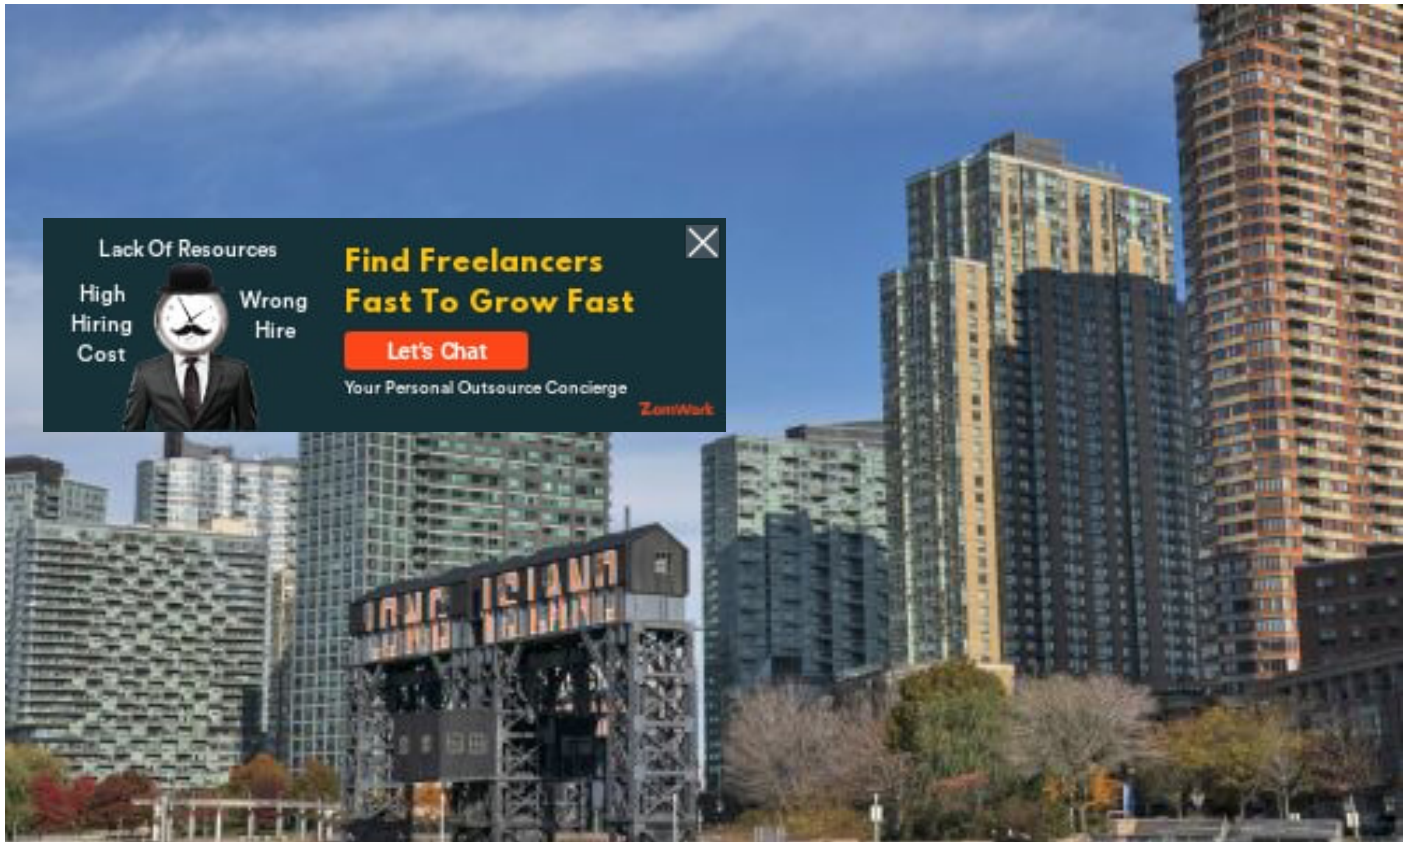 Lack Of Resources
High
Hiring
Cost
Wrong
Hire
Find Freelancers
Fast To Grow Fast
Let's Chat
Your Personal Outsource Concierge
ZomWork
LONG ISLAND